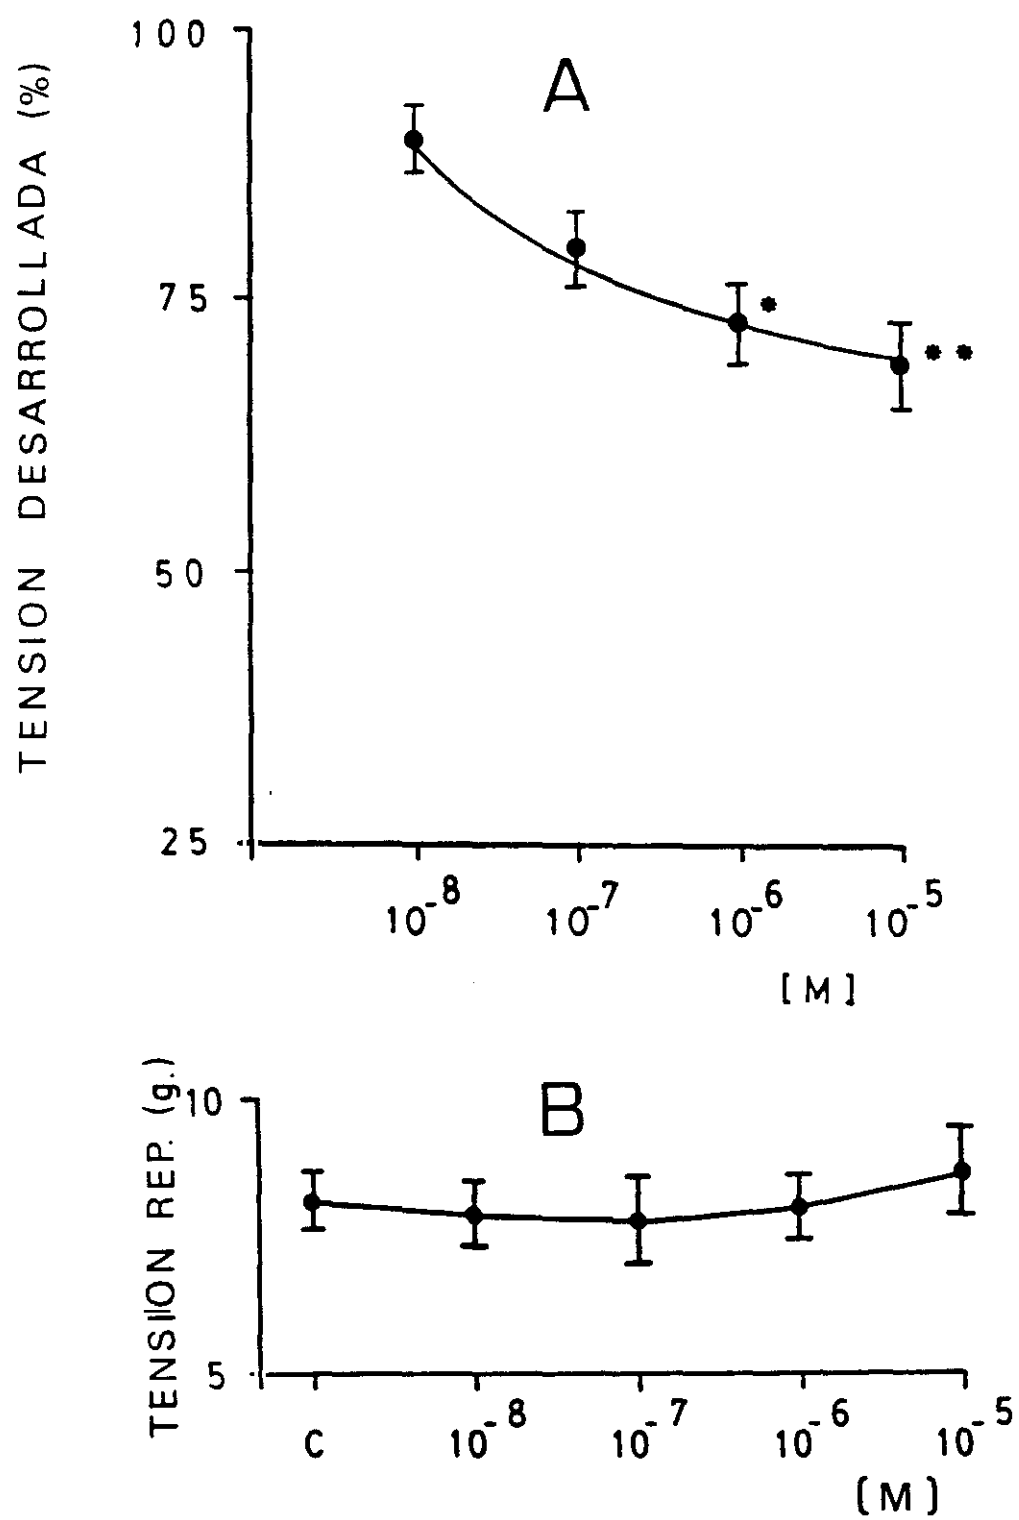 TENSION DESARROLLADA (%)
100
75
50
25
A
*
**
10⁻⁸ 10⁻⁷ 10⁻⁶ 10⁻⁵
[M]
TENSION REP. (g.)
10
5
B
C 10⁻⁸ 10⁻⁷ 10⁻⁶ 10⁻⁵
[M]